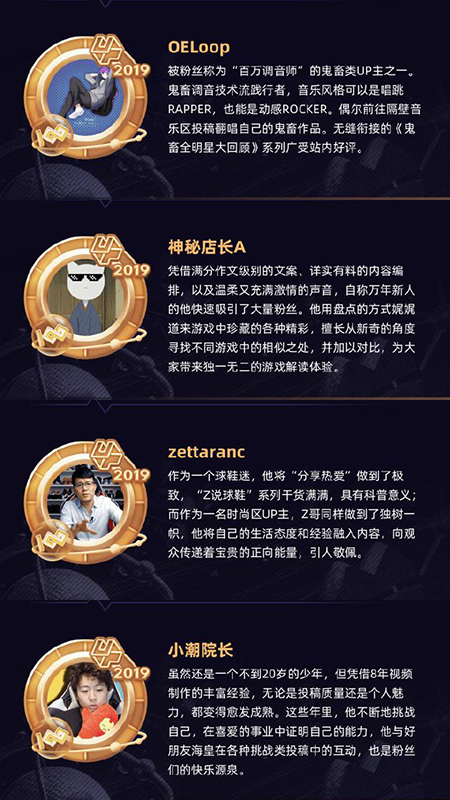 2019
OELoop
被粉丝称为“百万调音师”的鬼畜类UP主之一。
鬼畜调音技术流践行者，音乐风格可以是唱跳
RAPPER，也能是动感ROCKER。偶尔前往隔壁音
乐区投稿翻唱自己的鬼畜作品。无缝衔接的《鬼
畜全明星大回顾》系列广受站内好评。
2019
神秘店长A
凭借满分作文级别的文案、详实有料的内容编
排，以及温柔又充满激情的声音，自称万年新人
的他快速吸引了大量粉丝。他用盘点的方式娓娓
道来游戏中珍藏的各种精彩，擅长从新奇的角度
寻找不同游戏中的相似之处，并加以对比，为大
家带来独一无二的游戏解读体验。
2019
zettaranc
作为一个球鞋迷，他将“分享热爱”做到了极
致，“Z说球鞋”系列干货满满，具有科普意义；
而作为一名时尚区UP主，Z哥同样做到了独树一
帜，他将自己的生活态度和经验融入内容，向观
众传递着宝贵的正向能量，引人敬佩。
2019
小潮院长
虽然还是一个不到20岁的少年，但凭借8年视频
制作的丰富经验，无论是投稿质量还是个人魅
力，都变得愈发成熟。这些年里，他不断地挑战
自己，在喜爱的事业中证明自己的能力，他与好
朋友海皇在各种挑战类投稿中的互动，也是粉丝
们的快乐源泉。